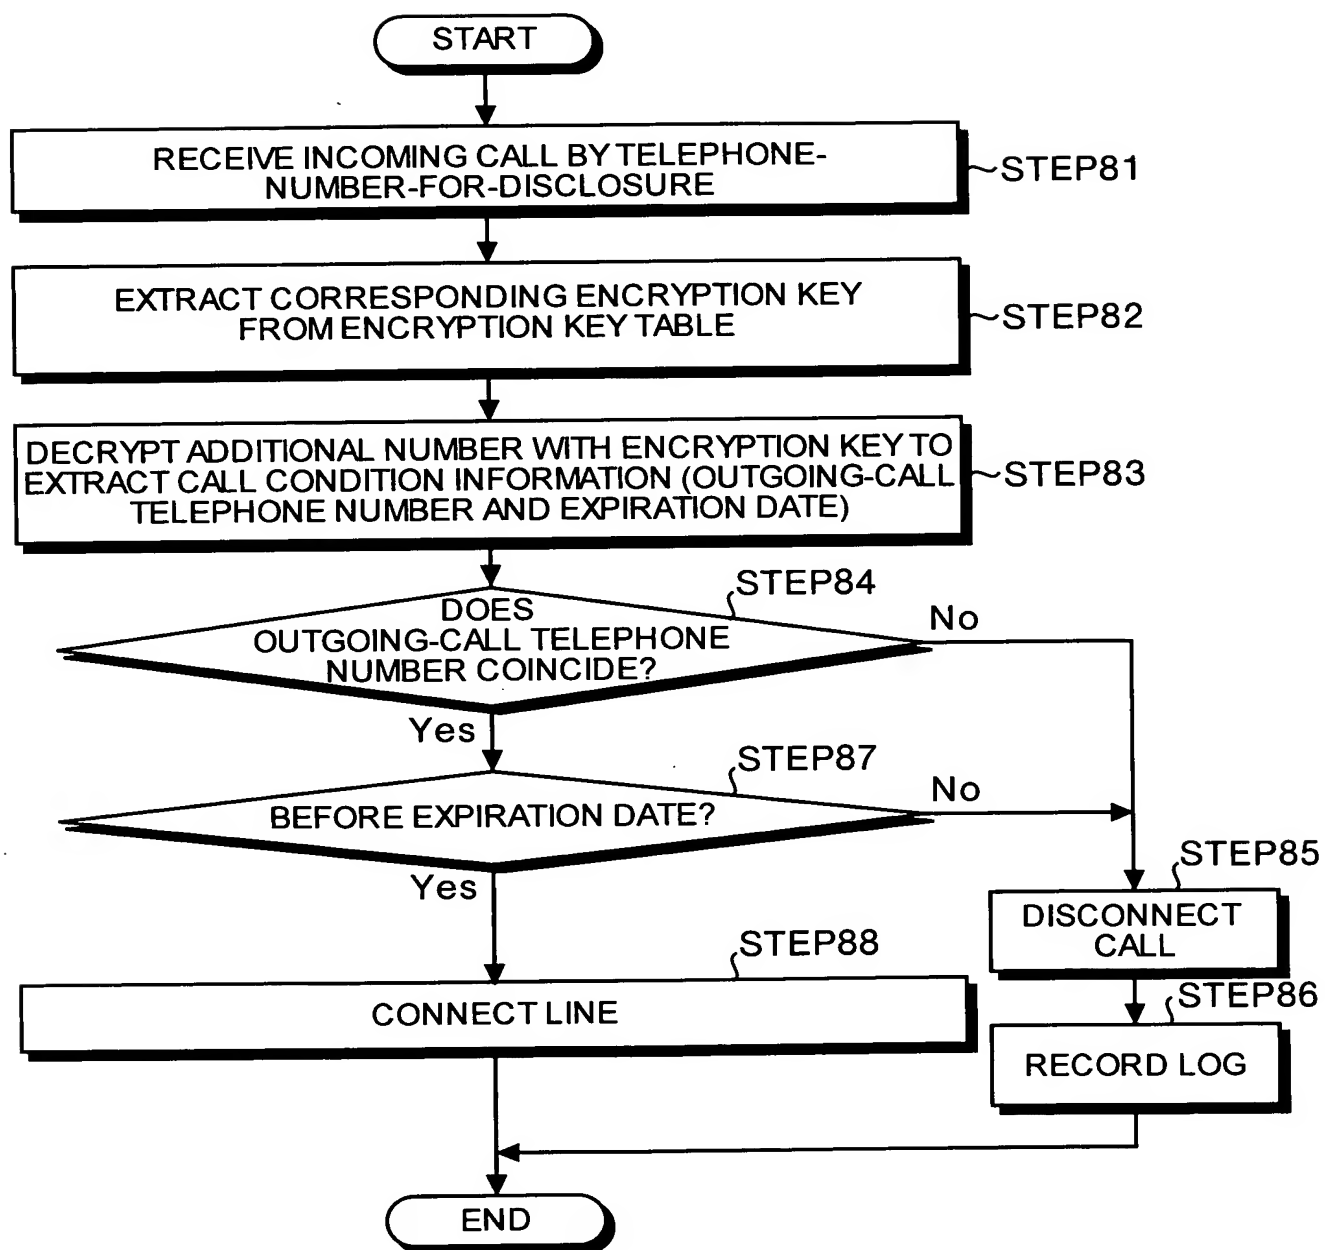 START
RECEIVE INCOMING CALL BY TELEPHONE-
NUMBER-FOR-DISCLOSURE
STEP81
EXTRACT CORRESPONDING ENCRYPTION KEY
FROM ENCRYPTION KEY TABLE
STEP82
DECRYPT ADDITIONAL NUMBER WITH ENCRYPTION KEY TO
EXTRACT CALL CONDITION INFORMATION (OUTGOING-CALL
TELEPHONE NUMBER AND EXPIRATION DATE)
STEP83
STEP84
DOES
OUTGOING-CALL TELEPHONE
NUMBER COINCIDE?
No
Yes
STEP87
BEFORE EXPIRATION DATE?
No
Yes
STEP85
DISCONNECT
CALL
STEP88
CONNECT LINE
STEP86
RECORD LOG
END